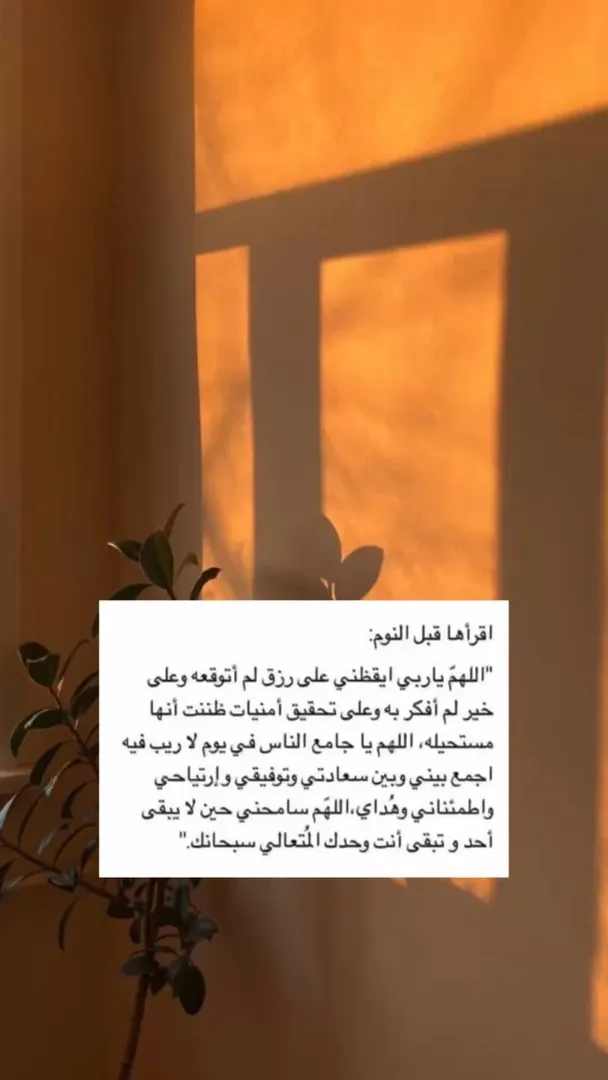 اقرأها قبل النوم:
"اللهمّ ياربي ايقظني على رزق لم أتوقعه وعلى
خير لم أفكر به وعلى تحقيق أمنيات ظننت أنها
مستحيله، اللهم يا جامع الناس في يوم لا ريب فيه
اجمع بيني وبين سعادتي وتوفيقي وإرتياحي
واطمئناني وهُداي،اللهّم سامحني حين لا يبقى
أحد و تبقى أنت وحدك المُتعالي سبحانك."